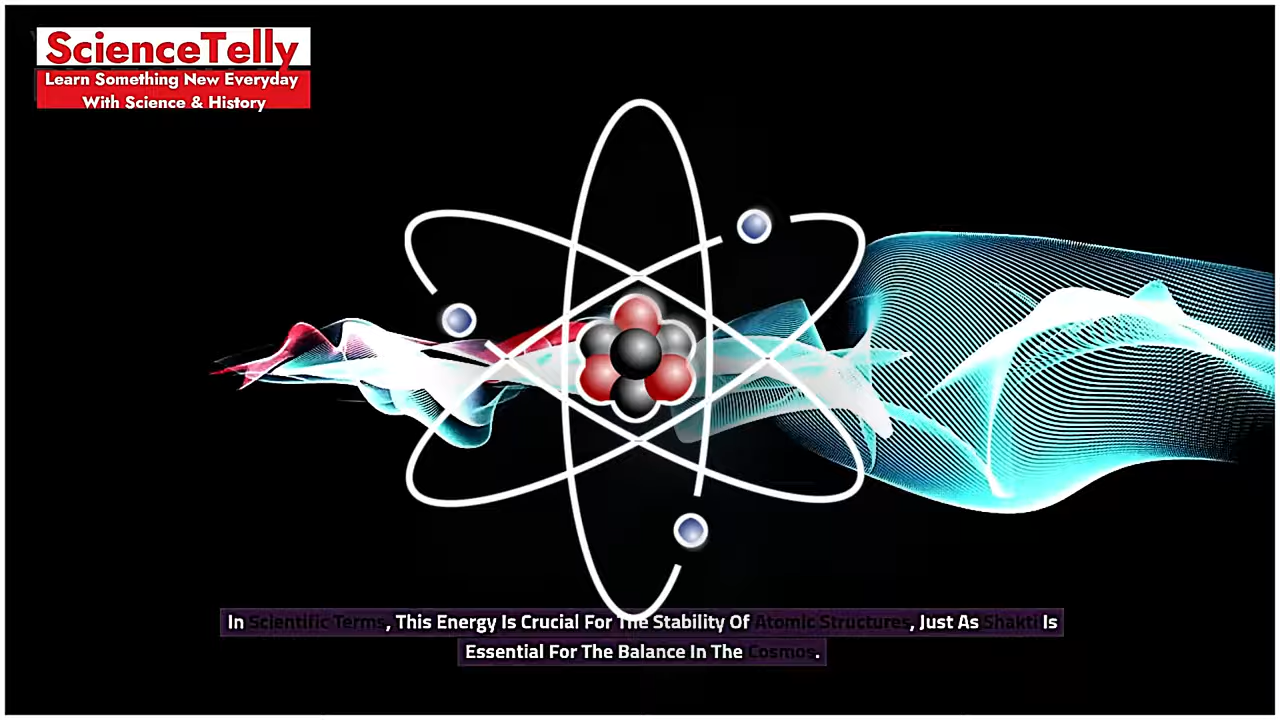 ScienceTelly
Learn Something New Everyday
With Science & History
In Scientific Terms, This Energy Is Crucial For The Stability Of Atomic Structures, Just As Shakti Is
Essential For The Balance In The Cosmos.